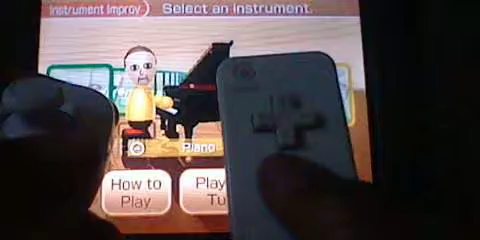 Instrument Improv
Select an instrument.
Piano
How to
Play
Play
Tu